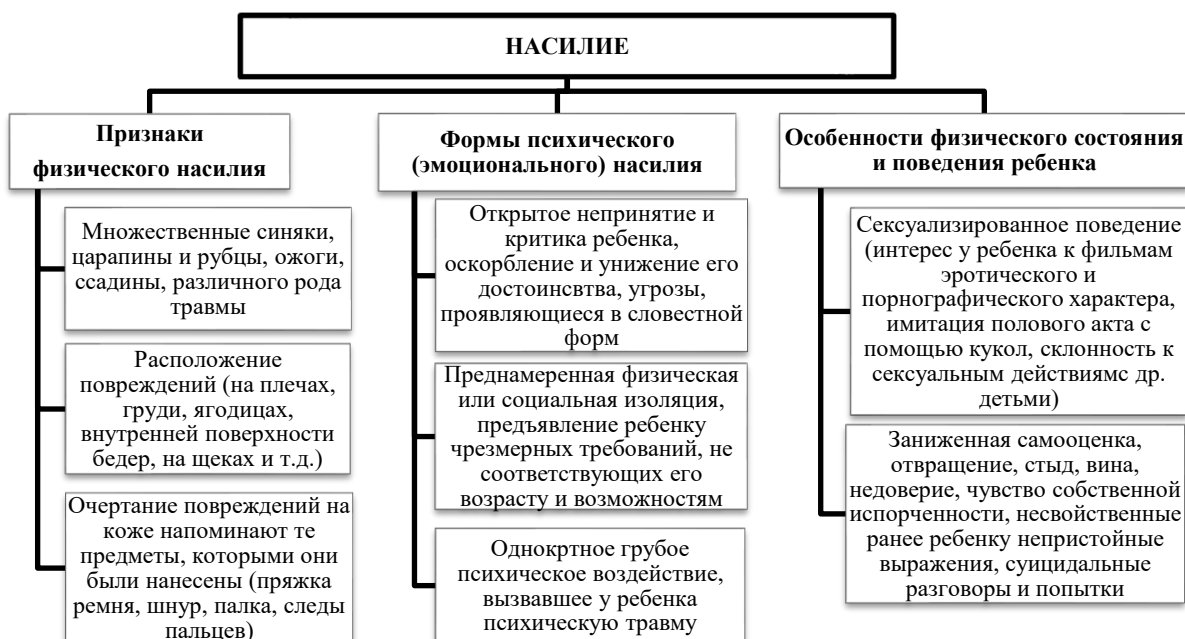 НАСИЛИЕ
Признаки
физического насилия
Множественные синяки,
царапины и рубцы, ожоги,
ссадины, различного рода
травмы
Расположение
повреждений (на плечах,
груди, ягодицах,
внутренней поверхности
бедер, на щеках и т.д.)
Очертание повреждений на
коже напоминают те
предметы, которыми они
были нанесены (пряжка
ремня, шнур, палка, следы
пальцев)
Формы психического
(эмоционального) насилия
Открытое непринятие и
критика ребенка,
оскорбление и унижение его
достоинсвтва, угрозы,
проявляющиеся в словестной
форм
Преднамеренная физическая
или социальная изоляция,
предъявление ребенку
чрезмерных требований, не
соответствующих его
возрасту и возможностям
Однокртное грубое
психическое воздействие,
вызвавшее у ребенка
психическую травму
Особенности физического состояния
и поведения ребенка
Сексуализированное поведение
(интерес у ребенка к фильмам
эротического и
порнографического характера,
имитация полового акта с
помощью кукол, склонность к
сексуальным действиямс др.
детьми)
Заниженная самооценка,
отвращение, стыд, вина,
недоверие, чувство собственной
испорченности, несвойственные
ранее ребенку непристойные
выражения, суицидальные
разговоры и попытки